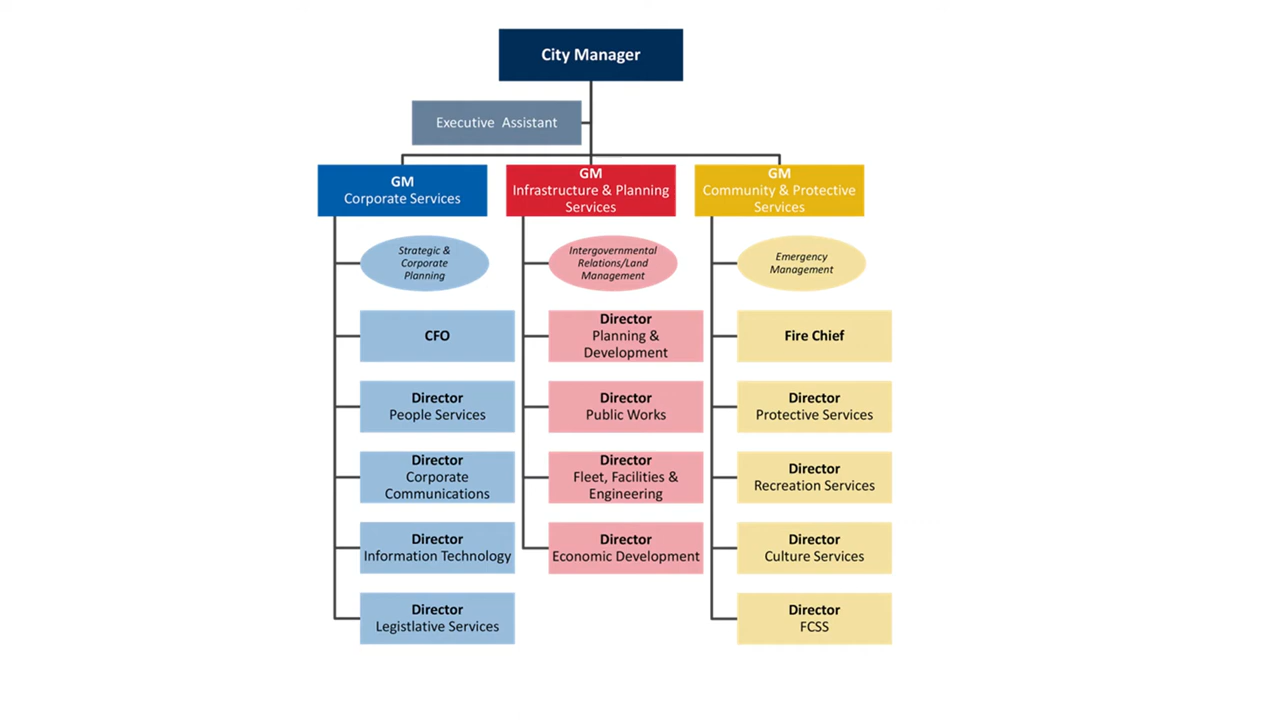 City Manager
Executive Assistant
GM
Corporate Services
GM
Infrastructure & Planning
Services
GM
Community & Protective
Services
Strategic &
Corporate
Planning
Intergovernmental
Relations/Land
Management
Emergency
Management
CFO
Director
Planning &
Development
Fire Chief
Director
People Services
Director
Public Works
Director
Protective Services
Director
Corporate
Communications
Director
Fleet, Facilities &
Engineering
Director
Recreation Services
Director
Information Technology
Director
Economic Development
Director
Culture Services
Director
Legistlative Services
Director
FCSS